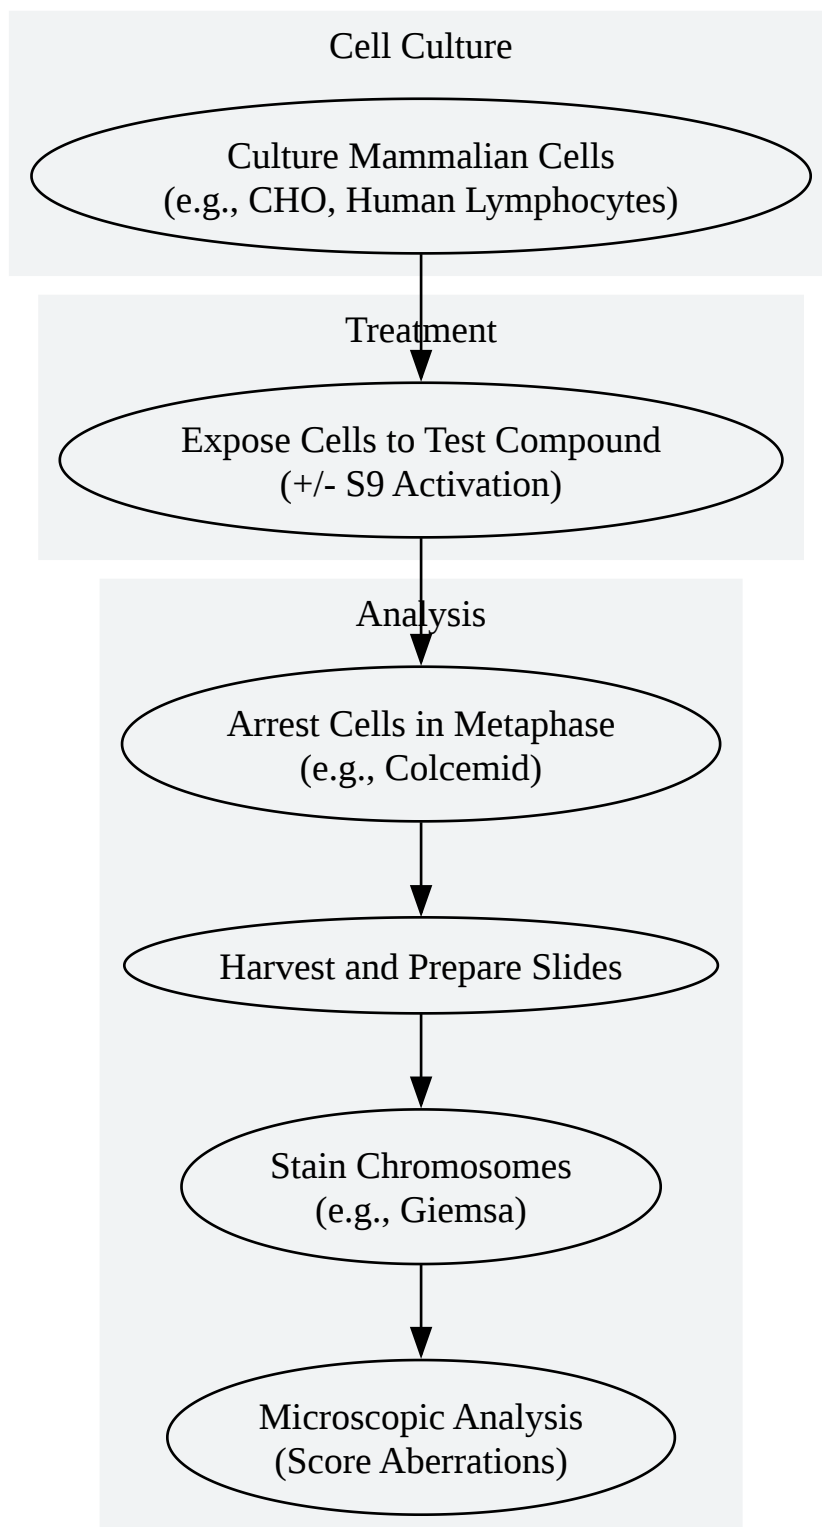 Cell Culture
Culture Mammalian Cells
(e.g., CHO, Human Lymphocytes)
Treatment
Expose Cells to Test Compound
(+/- S9 Activation)
Analysis
Arrest Cells in Metaphase
(e.g., Colcemid)
Harvest and Prepare Slides
Stain Chromosomes
(e.g., Giemsa)
Microscopic Analysis
(Score Aberrations)